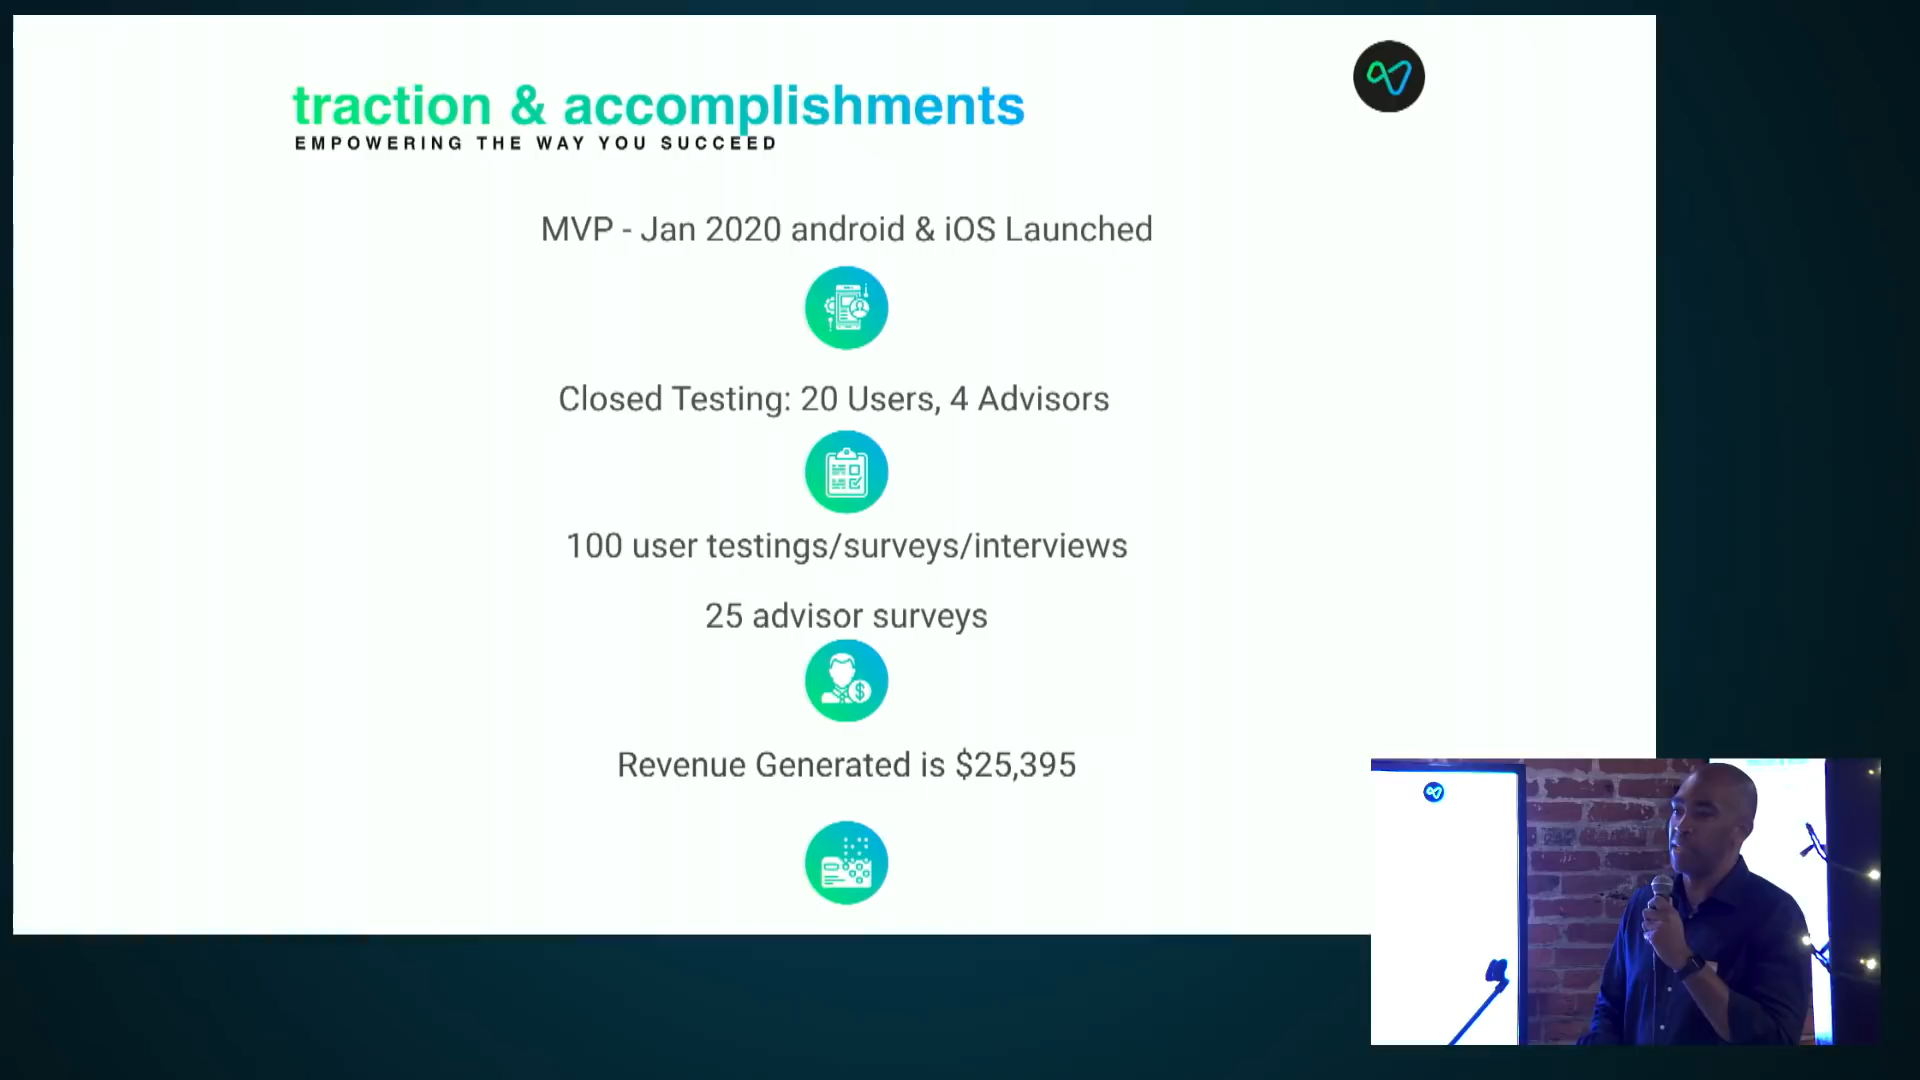 traction & accomplishments
EMPOWERING THE WAY YOU SUCCEED
MVP - Jan 2020 android & iOS Launched
Closed Testing: 20 Users, 4 Advisors
100 user testings/surveys/interviews
25 advisor surveys
Revenue Generated is $25,395